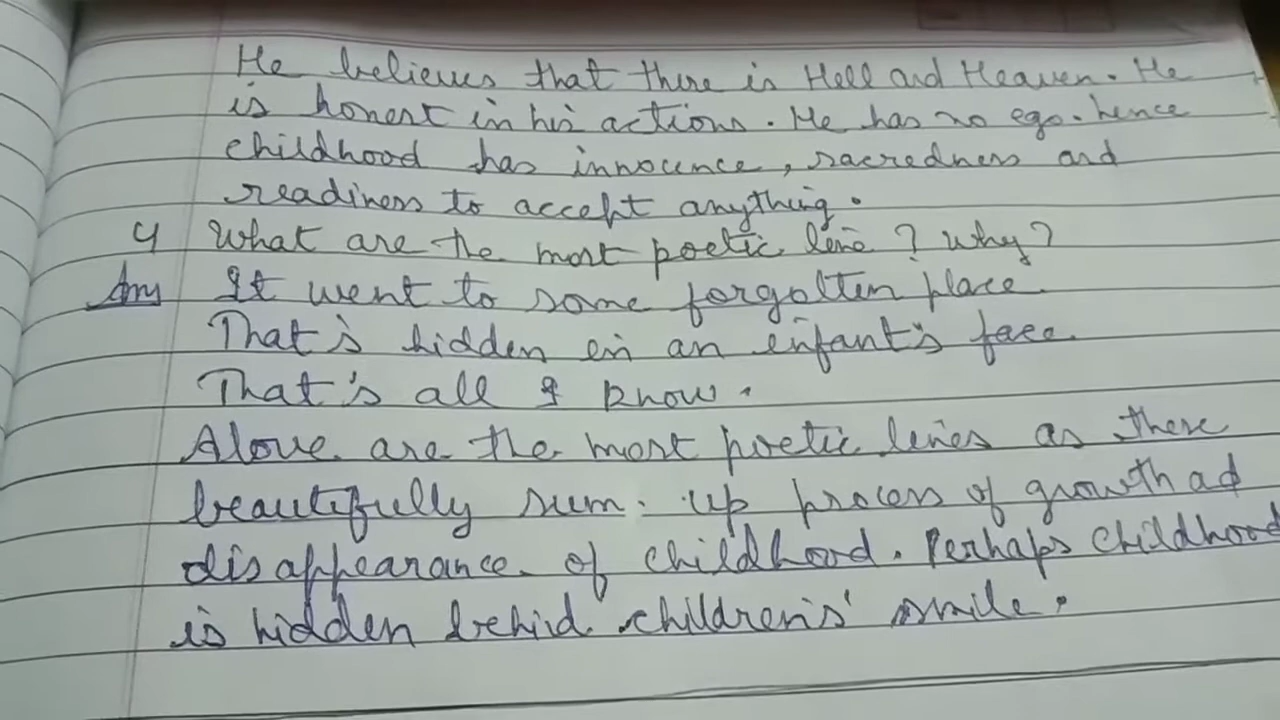 He believes that there is Hell and Heaven. He
is honest in his actions. He has no ego. hence
childhood has innocence, sacredness and
readiness to accept anything.
4 What are the most poetic line? Why?
Ans It went to some forgotten place
That's hidden in an infant's face.
That's all I know.
Above are the most poetic lines as these
beautifully sum. up process of growth ad
disappearance of childhood. Perhaps childhood
is hidden behind children's' smile.